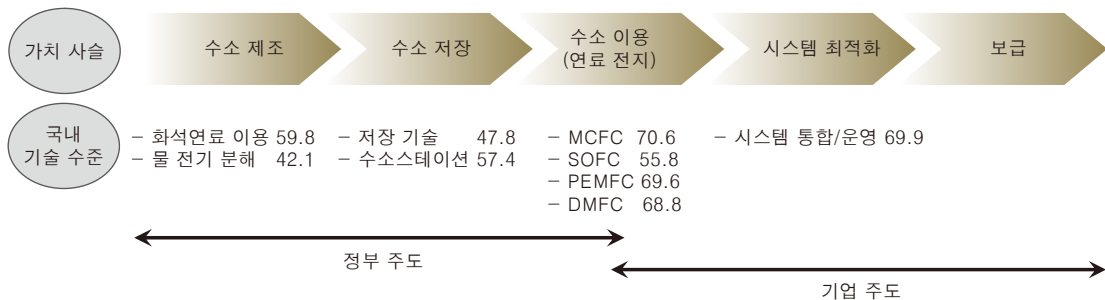 가치 사슬
수소 제조
수소 저장
수소 이용
(연료 전지)
시스템 최적화
보급
국내
기술 수준
– 화석연료 이용 59.8
– 물 전기 분해 42.1
– 저장 기술 47.8
– 수소스테이션 57.4
– MCFC 70.6
– SOFC 55.8
– PEMFC 69.6
– DMFC 68.8
– 시스템 통합/운영 69.9
정부 주도
기업 주도